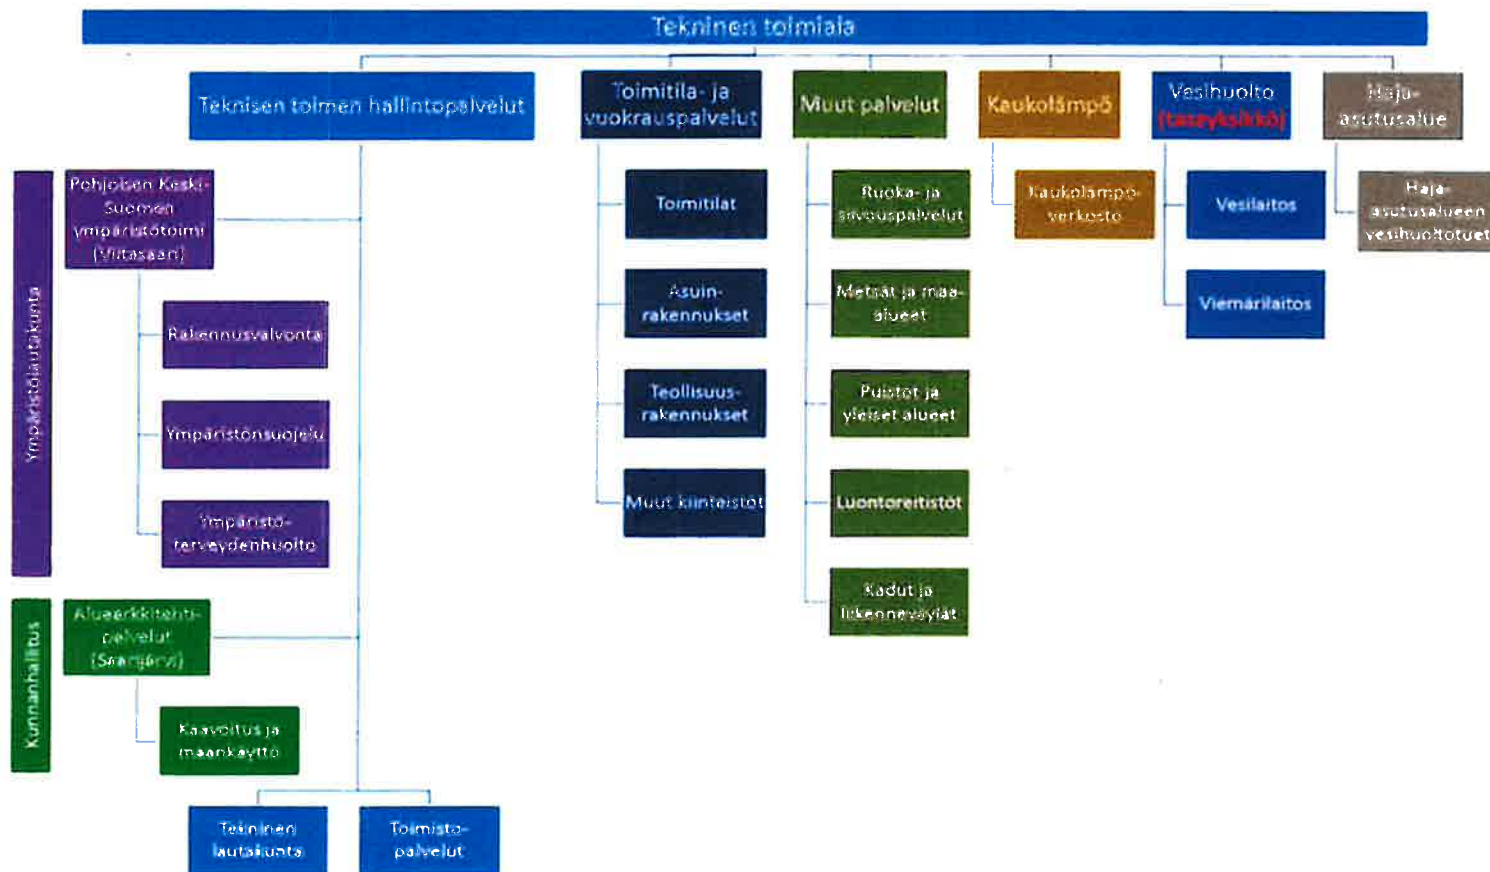 Tekninen toimiala
Teknisen toimen hallintopalvelut
Toimitila- ja
vuokrauspalvelut
Muut palvelut
Kaukolämpö
Vesihuolto
(taseyksikkö)
Haja-
asutusalue
Ympäristölautakunta
Pohjoisen Keski-
Suomen
ympäristötoimi
(Viitasaari)
Rakennusvalvonta
Ympäristönsuojelu
Ympäristö-
terveydenhuolto
Kunnanhallitus
Aluearkkitehti-
palvelut
(Saarijärvi)
Kaavoitus ja
maankäyttö
Tekninen
lautakunta
Toimisto-
palvelut
Toimitilat
Asuin-
rakennukset
Teollisuus-
rakennukset
Muut kiinteistöt
Ruoka- ja
siivouspalvelut
Metsät ja maa-
alueet
Puistot ja
yleiset alueet
Luontoreitistöt
Kadut ja
liikenneväylät
Kaukolämpö-
verkosto
Vesilaitos
Viemärilaitos
Haja-
asutusalueen
vesihuoltotuet